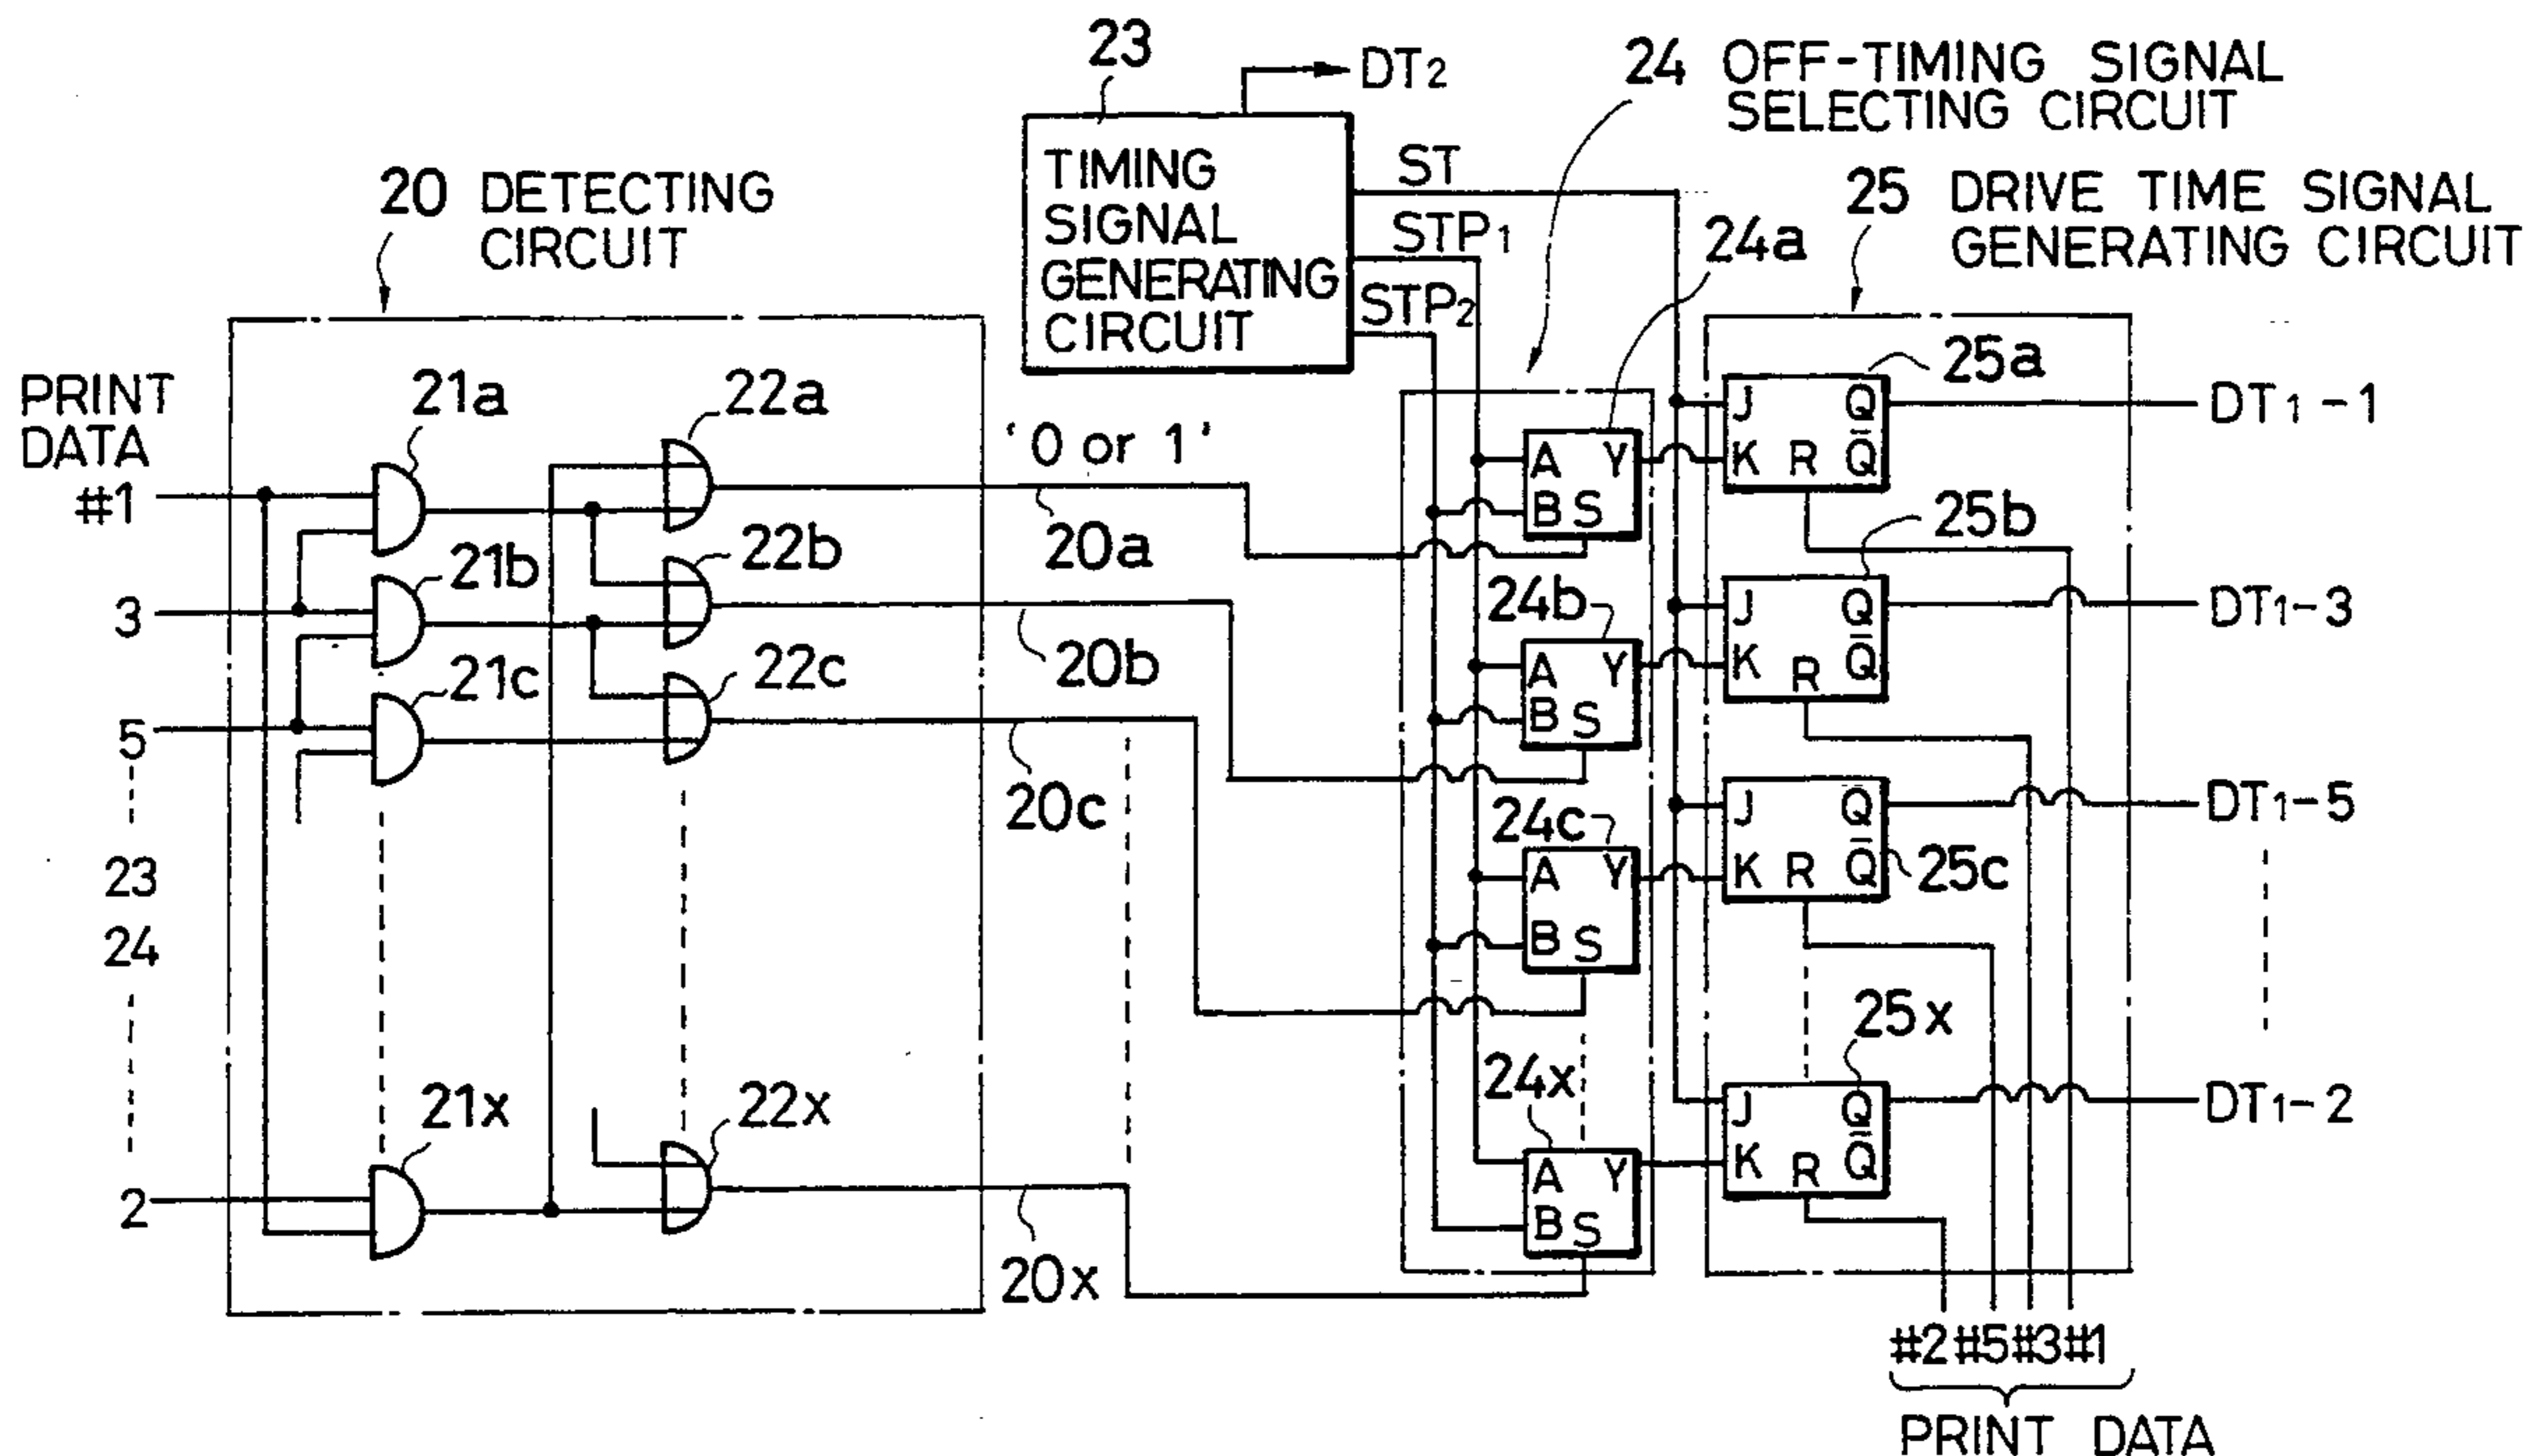 23
DT2
24 OFF-TIMING SIGNAL
SELECTING CIRCUIT
20 DETECTING
CIRCUIT
TIMING
SIGNAL
GENERATING
CIRCUIT
ST
STP1
STP2
24a
25 DRIVE TIME SIGNAL
GENERATING CIRCUIT
PRINT
DATA
#1
3
5
23
24
2
21a
21b
21c
21x
22a
22b
22c
22x
'0 or 1'
20a
20b
20c
20x
A Y
B S
24b
A Y
B S
24c
A Y
B S
24x
A Y
B S
25a
J Q
K R Q̅
25b
J Q
K R Q̅
25c
J Q
K R Q̅
25x
J Q
K R Q̅
DT1-1
DT1-3
DT1-5
DT1-2
#2 #5 #3 #1
PRINT DATA